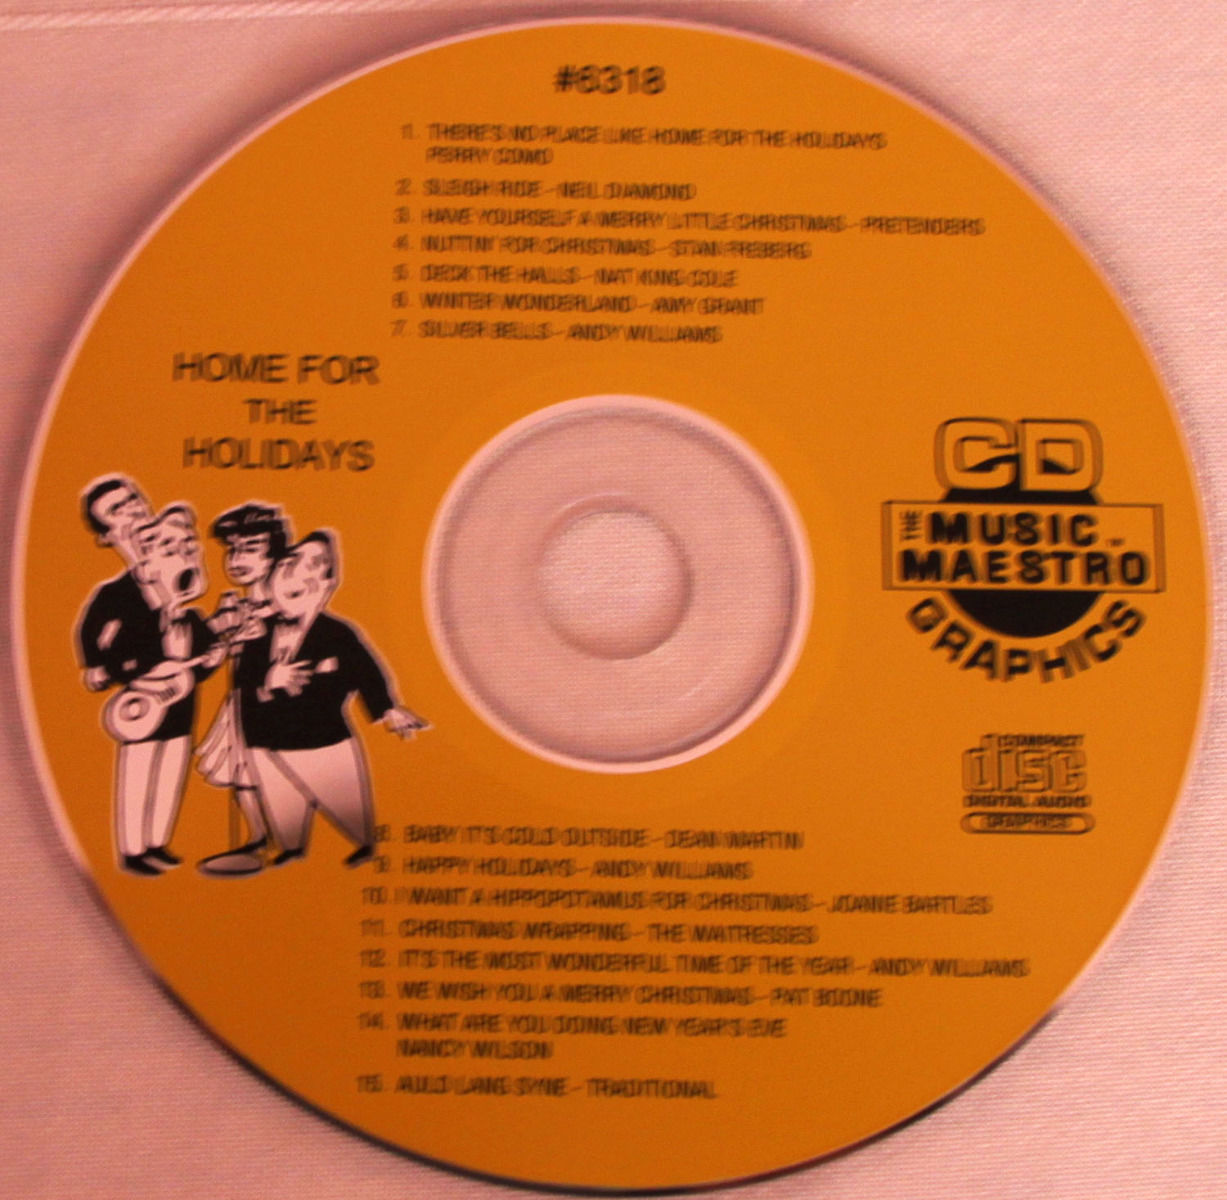 #6318
1. THERE'S NO PLACE LIKE HOME FOR THE HOLIDAYS
PERRY COMO
2. SLEIGH RIDE - NEIL DIAMOND
3. HAVE YOURSELF A MERRY LITTLE CHRISTMAS - PRETENDERS
4. NUTTIN' FOR CHRISTMAS - STAN FREBERG
5. DECK THE HALLS - NAT KING COLE
6. WINTER WONDERLAND - AMY GRANT
7. SILVER BELLS - ANDY WILLIAMS
HOME FOR
THE
HOLIDAYS
CD
THE MUSIC
MAESTRO
GRAPHICS
COMPACT
disc
DIGITAL AUDIO
GRAPHICS
8. BABY IT'S COLD OUTSIDE - DEAN MARTIN
9. HAPPY HOLIDAYS - ANDY WILLIAMS
10. I WANT A HIPPOPOTAMUS FOR CHRISTMAS - JOANIE BARTLES
11. CHRISTMAS WRAPPING - THE WAITRESSES
12. IT'S THE MOST WONDERFUL TIME OF THE YEAR - ANDY WILLIAMS
13. WE WISH YOU A MERRY CHRISTMAS - PAT BOONE
14. WHAT ARE YOU DOING NEW YEAR'S EVE
NANCY WILSON
15. AULD LANG SYNE - TRADITIONAL